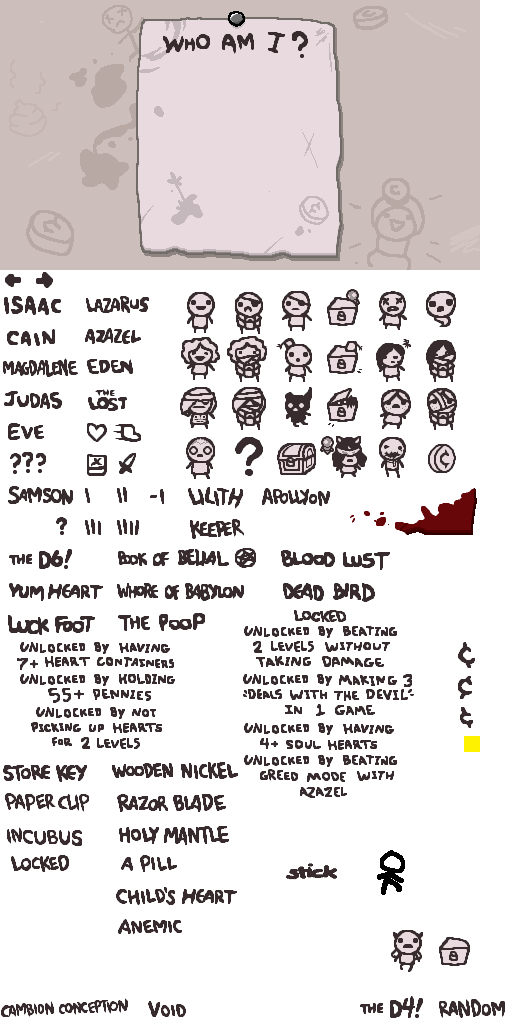 WHO AM I?
ISAAC LAZARUS
CAIN AZAZEL
MAGDALENE EDEN
JUDAS THE LOST
EVE
???
?
SAMSON I II -I LILITH APOLLYON
? III IIII KEEPER
THE D6! BOOK OF BELIAL BLOOD LUST
YUM HEART WHORE OF BABYLON DEAD BIRD
LUCK FOOT THE POOP
LOCKED
UNLOCKED BY BEATING
2 LEVELS WITHOUT
TAKING DAMAGE
UNLOCKED BY HAVING
7+ HEART CONTAINERS
UNLOCKED BY HOLDING
55+ PENNIES
UNLOCKED BY NOT
PICKING UP HEARTS
FOR 2 LEVELS
UNLOCKED BY MAKING 3
"DEALS WITH THE DEVIL"
IN 1 GAME
UNLOCKED BY HAVING
4+ SOUL HEARTS
UNLOCKED BY BEATING
GREED MODE WITH
AZAZEL
¢
¢
¢
STORE KEY WOODEN NICKEL
PAPER CLIP RAZOR BLADE
INCUBUS HOLY MANTLE
LOCKED A PILL
stick
CHILD'S HEART
ANEMIC
CAMBION CONCEPTION VOID THE D4! RANDOM